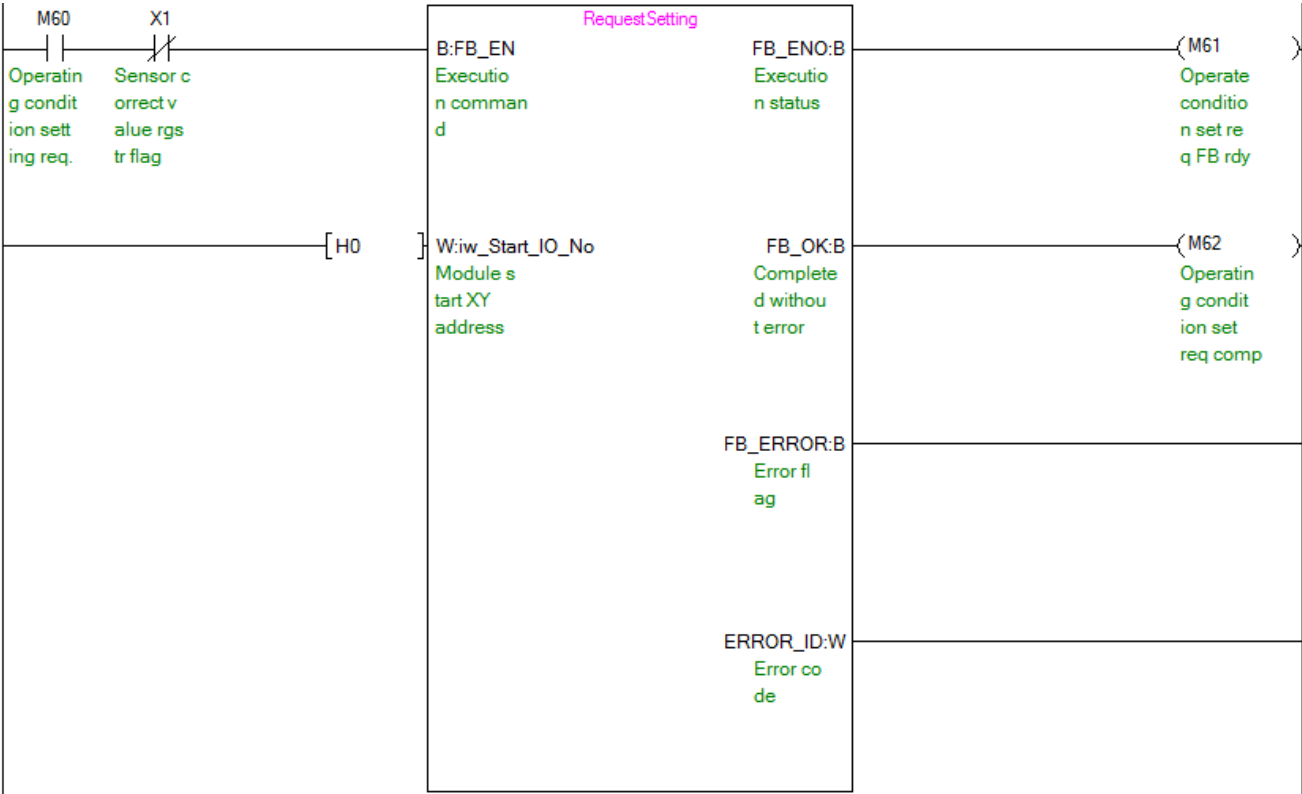 M60
X1
Operatin
g condit
ion sett
ing req.
Sensor c
orrect v
alue rgs
tr flag
RequestSetting
B:FB_EN
Executio
n comman
d
FB_ENO:B
Executio
n status
M61
Operate
conditio
n set re
q FB rdy
H0
W:iw_Start_IO_No
Module s
tart XY
address
FB_OK:B
Complete
d withou
t error
M62
Operatin
g condit
ion set
req comp
FB_ERROR:B
Error fl
ag
ERROR_ID:W
Error co
de